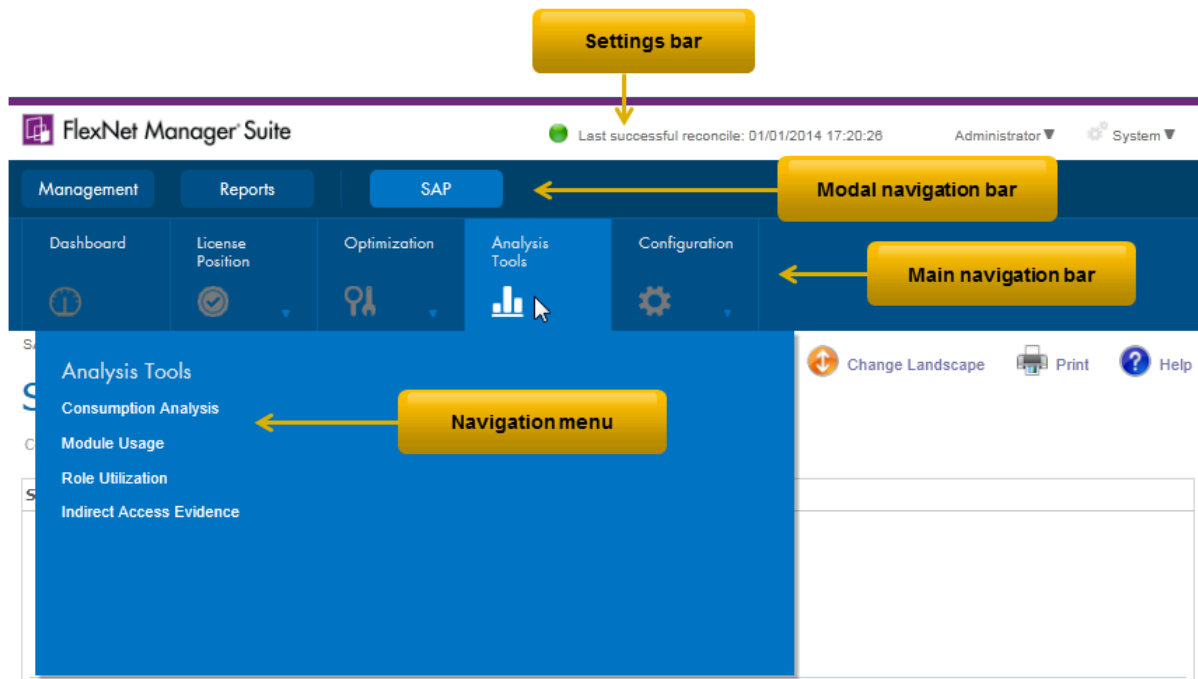 Settings bar
FlexNet Manager Suite
Last successful reconcile: 01/01/2014 17:20:26
Administrator▼
System▼
Management
Reports
SAP
Modal navigation bar
Dashboard
License
Position
Optimization
Analysis
Tools
Configuration
Main navigation bar
Change Landscape
Print
Help
Analysis Tools
Consumption Analysis
Navigation menu
Module Usage
Role Utilization
Indirect Access Evidence